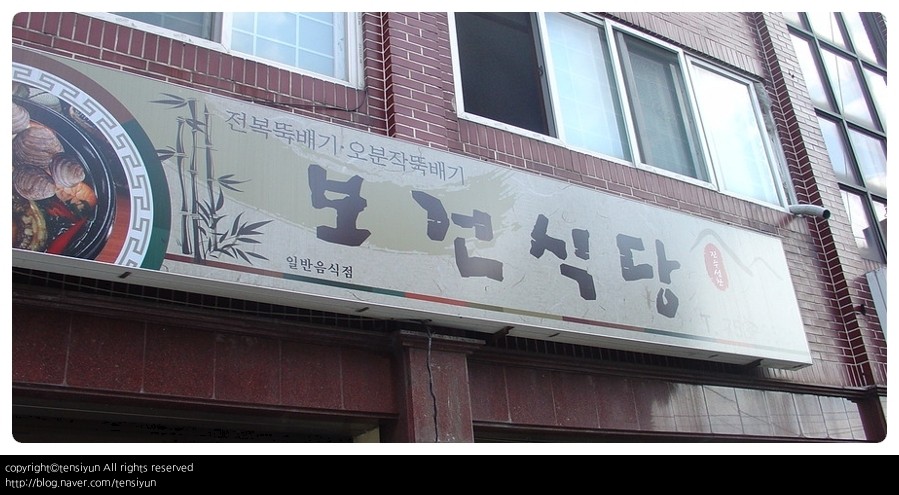 전복뚝배기·오분작뚝배기
보건식당
일반음식점
copyright©tensiyun All rights reserved
http://blog.naver.com/tensiyun